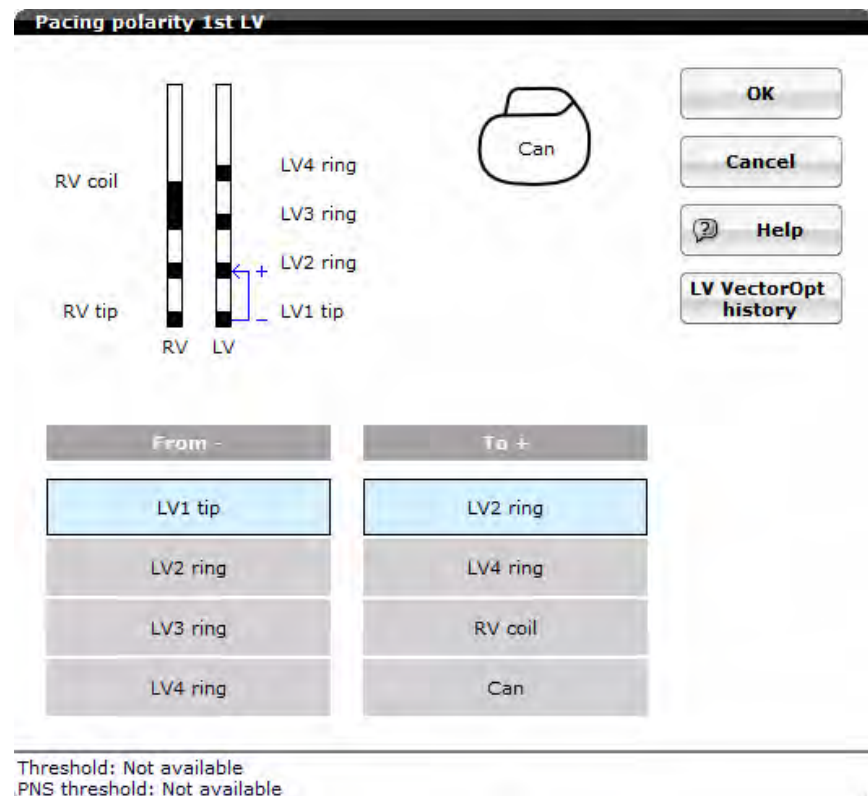 Pacing polarity 1st LV
OK
Can
LV4 ring
Cancel
RV coil
LV3 ring
Help
+ LV2 ring
LV VectorOpt
history
RV tip
- LV1 tip
RV LV
From - To +
LV1 tip LV2 ring
LV2 ring LV4 ring
LV3 ring RV coil
LV4 ring Can
Threshold: Not available
PNS threshold: Not available